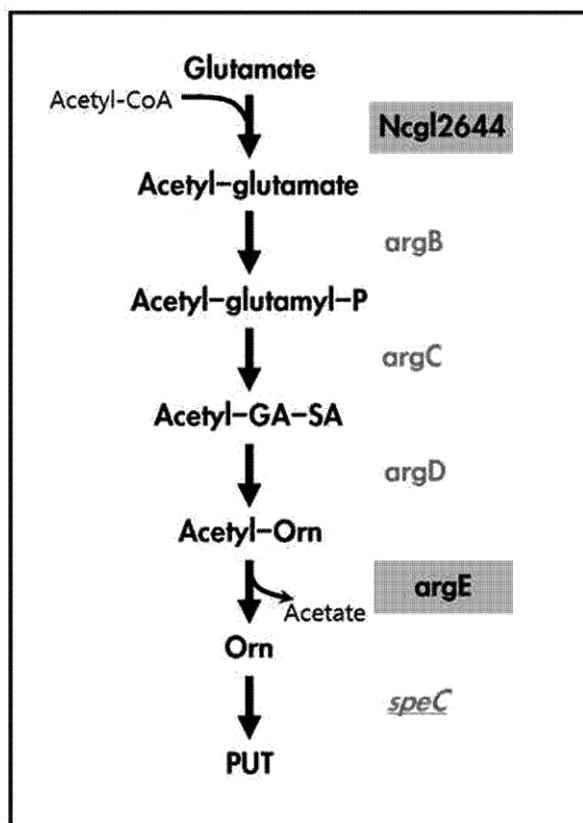 Glutamate
Acetyl-CoA
Ncgl2644
Acetyl-glutamate
argB
Acetyl-glutamyl-P
argC
Acetyl-GA-SA
argD
Acetyl-Orn
argE
Acetate
Orn
speC
PUT